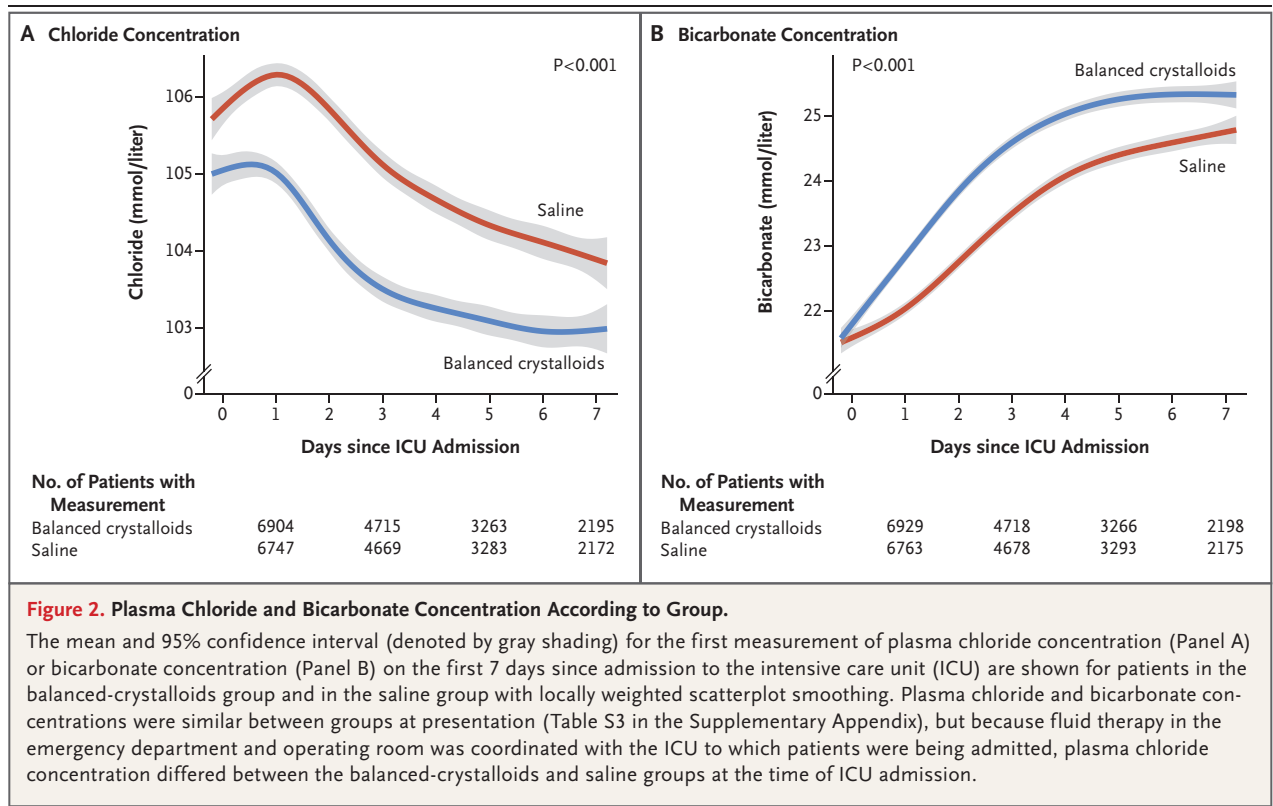 A Chloride Concentration
P<0.001
106
105
104
103
0
Chloride (mmol/liter)
Saline
Balanced crystalloids
0 1 2 3 4 5 6 7
Days since ICU Admission
No. of Patients with
Measurement
Balanced crystalloids 6904 4715 3263 2195
Saline 6747 4669 3283 2172
B Bicarbonate Concentration
P<0.001
25
24
23
22
0
Bicarbonate (mmol/liter)
Balanced crystalloids
Saline
0 1 2 3 4 5 6 7
Days since ICU Admission
No. of Patients with
Measurement
Balanced crystalloids 6929 4718 3266 2198
Saline 6763 4678 3293 2175
Figure 2. Plasma Chloride and Bicarbonate Concentration According to Group.
The mean and 95% confidence interval (denoted by gray shading) for the first measurement of plasma chloride concentration (Panel A)
or bicarbonate concentration (Panel B) on the first 7 days since admission to the intensive care unit (ICU) are shown for patients in the
balanced-crystalloids group and in the saline group with locally weighted scatterplot smoothing. Plasma chloride and bicarbonate con-
centrations were similar between groups at presentation (Table S3 in the Supplementary Appendix), but because fluid therapy in the
emergency department and operating room was coordinated with the ICU to which patients were being admitted, plasma chloride
concentration differed between the balanced-crystalloids and saline groups at the time of ICU admission.